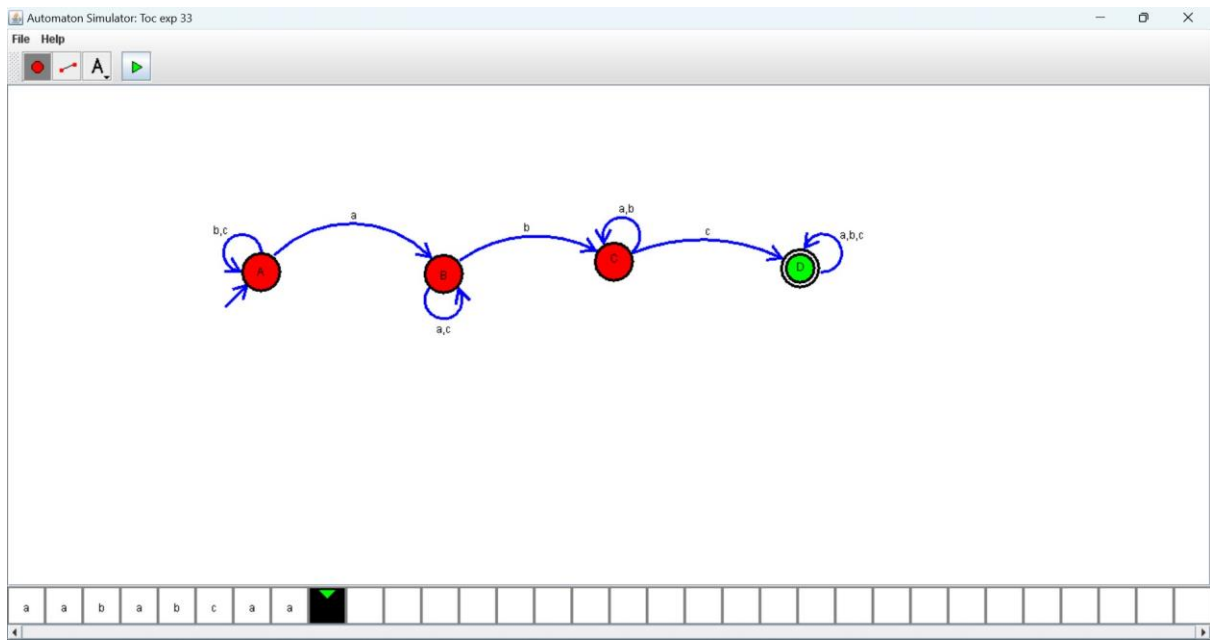 Automaton Simulator: Toc exp 33
File Help
A
a,b
a
b,c
b
c
a,b,c
A
B
C
D
a,c
a a b a b c a a